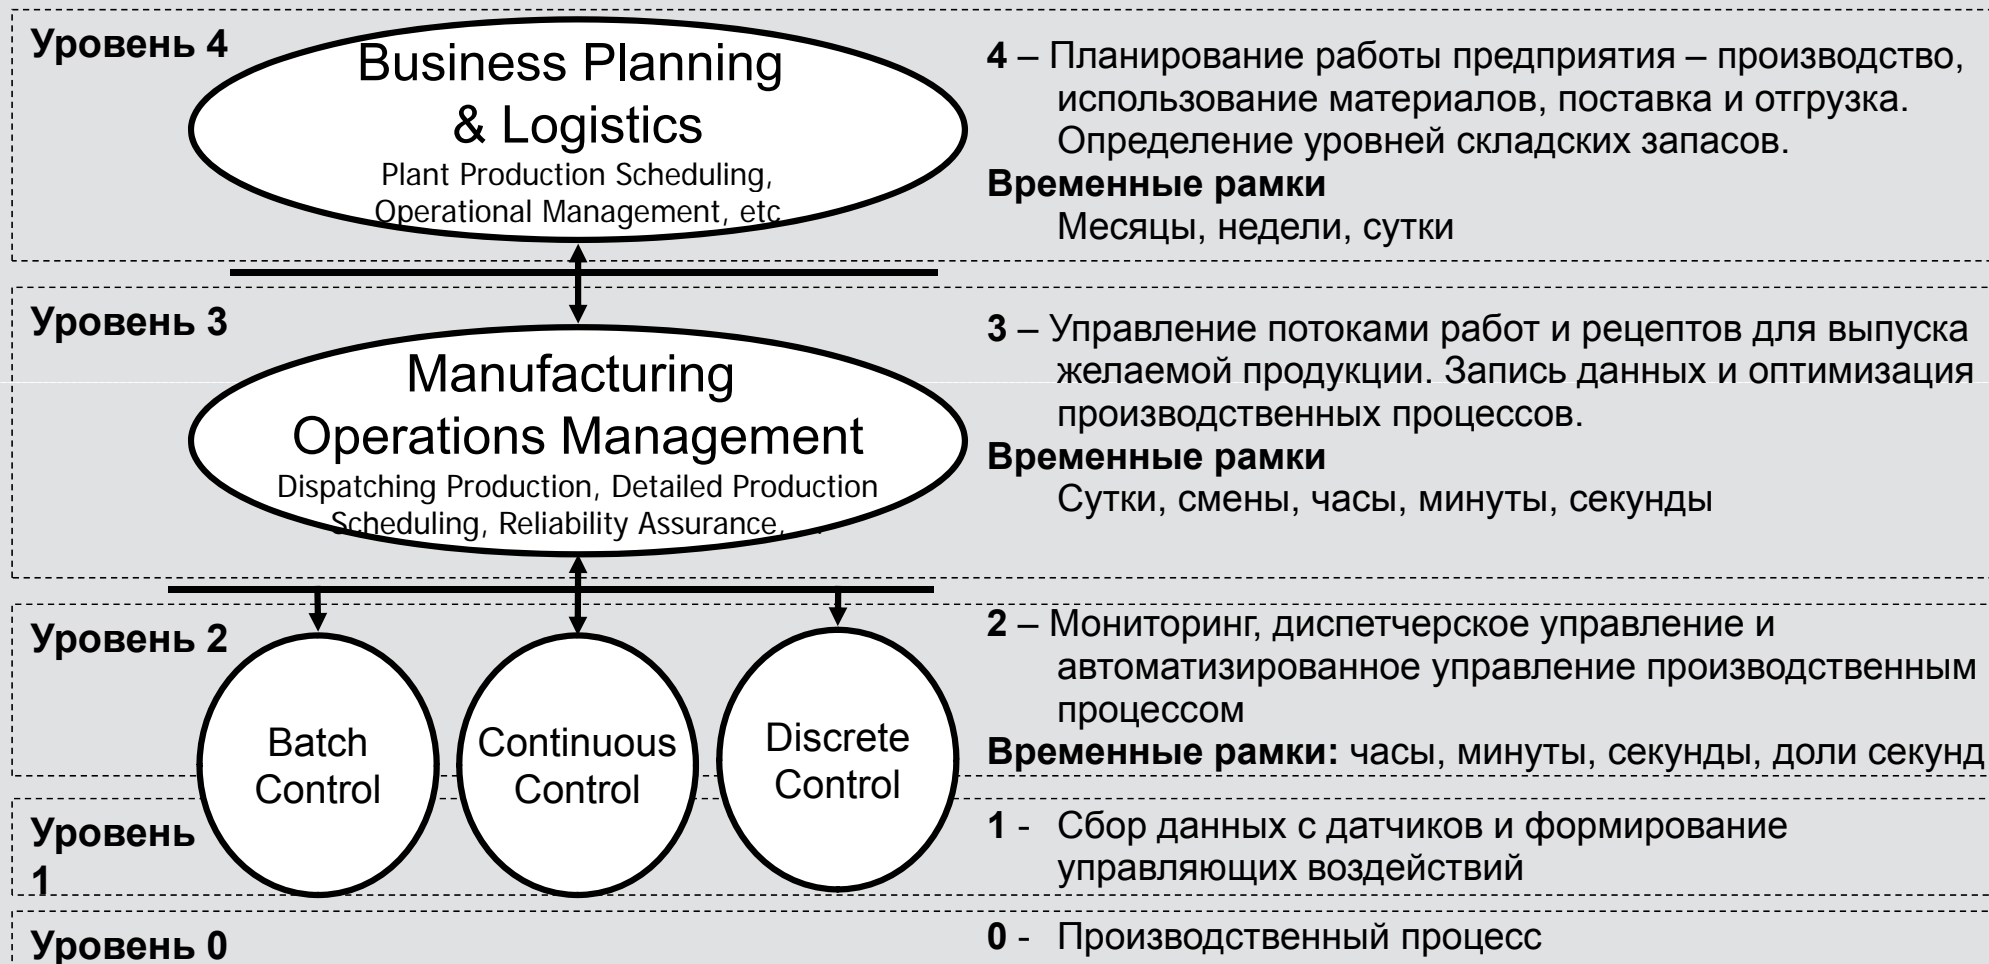 Уровень 4
Business Planning
& Logistics
Plant Production Scheduling,
Operational Management, etc
4 – Планирование работы предприятия – производство,
использование материалов, поставка и отгрузка.
Определение уровней складских запасов.
Временные рамки
Месяцы, недели, сутки
Уровень 3
Manufacturing
Operations Management
Dispatching Production, Detailed Production
Scheduling, Reliability Assurance,
3 – Управление потоками работ и рецептов для выпуска
желаемой продукции. Запись данных и оптимизация
производственных процессов.
Временные рамки
Сутки, смены, часы, минуты, секунды
Уровень 2
Batch
Control
Continuous
Control
Discrete
Control
2 – Мониторинг, диспетчерское управление и
автоматизированное управление производственным
процессом
Временные рамки: часы, минуты, секунды, доли секунд
Уровень
1
1 - Сбор данных с датчиков и формирование
управляющих воздействий
Уровень 0
0 - Производственный процесс